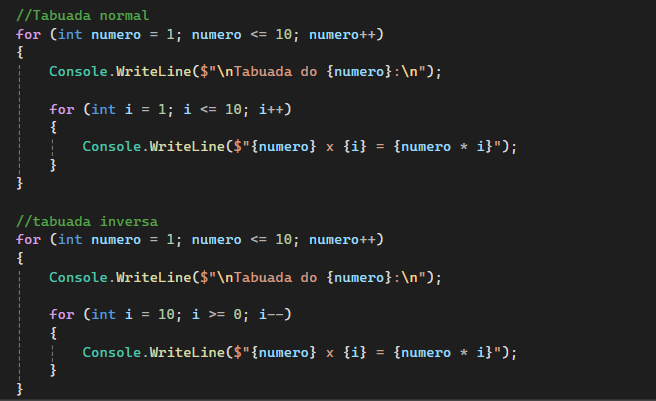 //Tabuada normal
for (int numero = 1; numero <= 10; numero++)
{
    Console.WriteLine($"\nTabuada do {numero}:\n");

    for (int i = 1; i <= 10; i++)
    {
        Console.WriteLine($"{numero} x {i} = {numero * i}");
    }
}

//tabuada inversa
for (int numero = 1; numero <= 10; numero++)
{
    Console.WriteLine($"\nTabuada do {numero}:\n");

    for (int i = 10; i >= 0; i--)
    {
        Console.WriteLine($"{numero} x {i} = {numero * i}");
    }
}